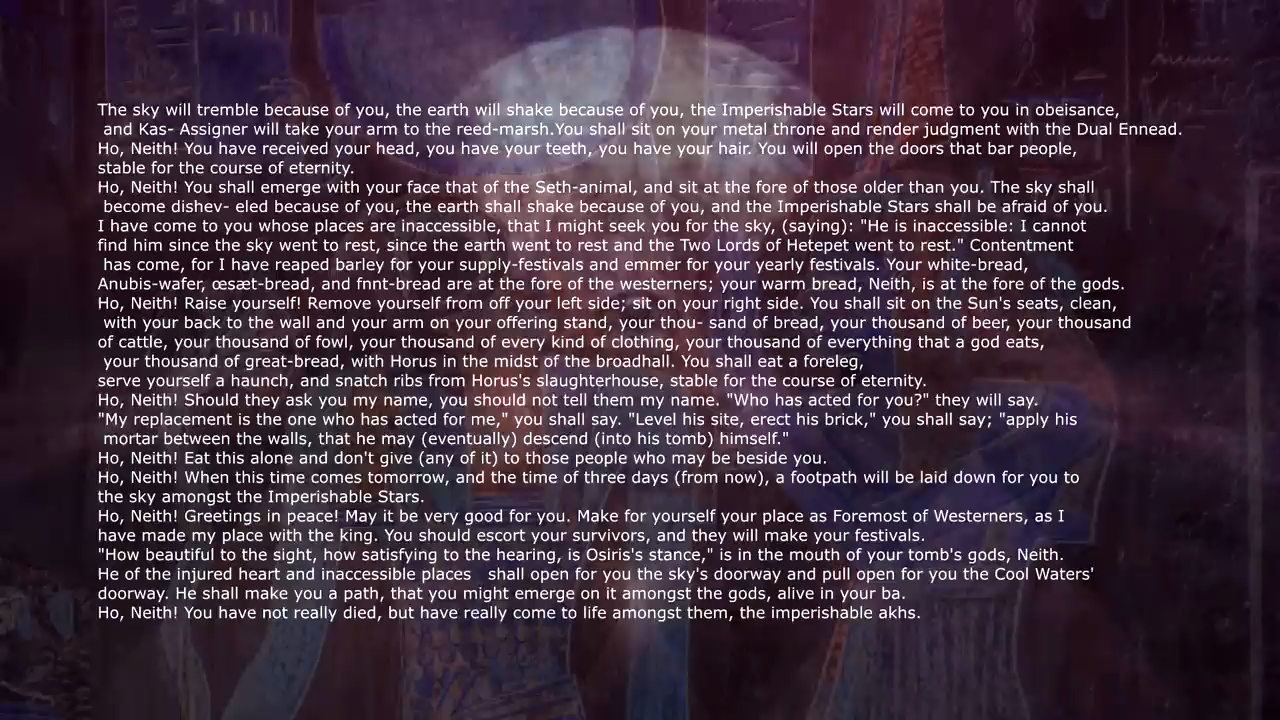 The sky will tremble because of you, the earth will shake because of you, the Imperishable Stars will come to you in obeisance,
and Kas- Assigner will take your arm to the reed-marsh.You shall sit on your metal throne and render judgment with the Dual Ennead.
Ho, Neith! You have received your head, you have your teeth, you have your hair. You will open the doors that bar people,
stable for the course of eternity.
Ho, Neith! You shall emerge with your face that of the Seth-animal, and sit at the fore of those older than you. The sky shall
become dishev- eled because of you, the earth shall shake because of you, and the Imperishable Stars shall be afraid of you.
I have come to you whose places are inaccessible, that I might seek you for the sky, (saying): "He is inaccessible: I cannot
find him since the sky went to rest, since the earth went to rest and the Two Lords of Hetepet went to rest." Contentment
has come, for I have reaped barley for your supply-festivals and emmer for your yearly festivals. Your white-bread,
Anubis-wafer, œsæt-bread, and fnnt-bread are at the fore of the westerners; your warm bread, Neith, is at the fore of the gods.
Ho, Neith! Raise yourself! Remove yourself from off your left side; sit on your right side. You shall sit on the Sun's seats, clean,
with your back to the wall and your arm on your offering stand, your thou- sand of bread, your thousand of beer, your thousand
of cattle, your thousand of fowl, your thousand of every kind of clothing, your thousand of everything that a god eats,
your thousand of great-bread, with Horus in the midst of the broadhall. You shall eat a foreleg,
serve yourself a haunch, and snatch ribs from Horus's slaughterhouse, stable for the course of eternity.
Ho, Neith! Should they ask you my name, you should not tell them my name. "Who has acted for you?" they will say.
"My replacement is the one who has acted for me," you shall say. "Level his site, erect his brick," you shall say; "apply his
mortar between the walls, that he may (eventually) descend (into his tomb) himself."
Ho, Neith! Eat this alone and don't give (any of it) to those people who may be beside you.
Ho, Neith! When this time comes tomorrow, and the time of three days (from now), a footpath will be laid down for you to
the sky amongst the Imperishable Stars.
Ho, Neith! Greetings in peace! May it be very good for you. Make for yourself your place as Foremost of Westerners, as I
have made my place with the king. You should escort your survivors, and they will make your festivals.
"How beautiful to the sight, how satisfying to the hearing, is Osiris's stance," is in the mouth of your tomb's gods, Neith.
He of the injured heart and inaccessible places shall open for you the sky's doorway and pull open for you the Cool Waters'
doorway. He shall make you a path, that you might emerge on it amongst the gods, alive in your ba.
Ho, Neith! You have not really died, but have really come to life amongst them, the imperishable akhs.